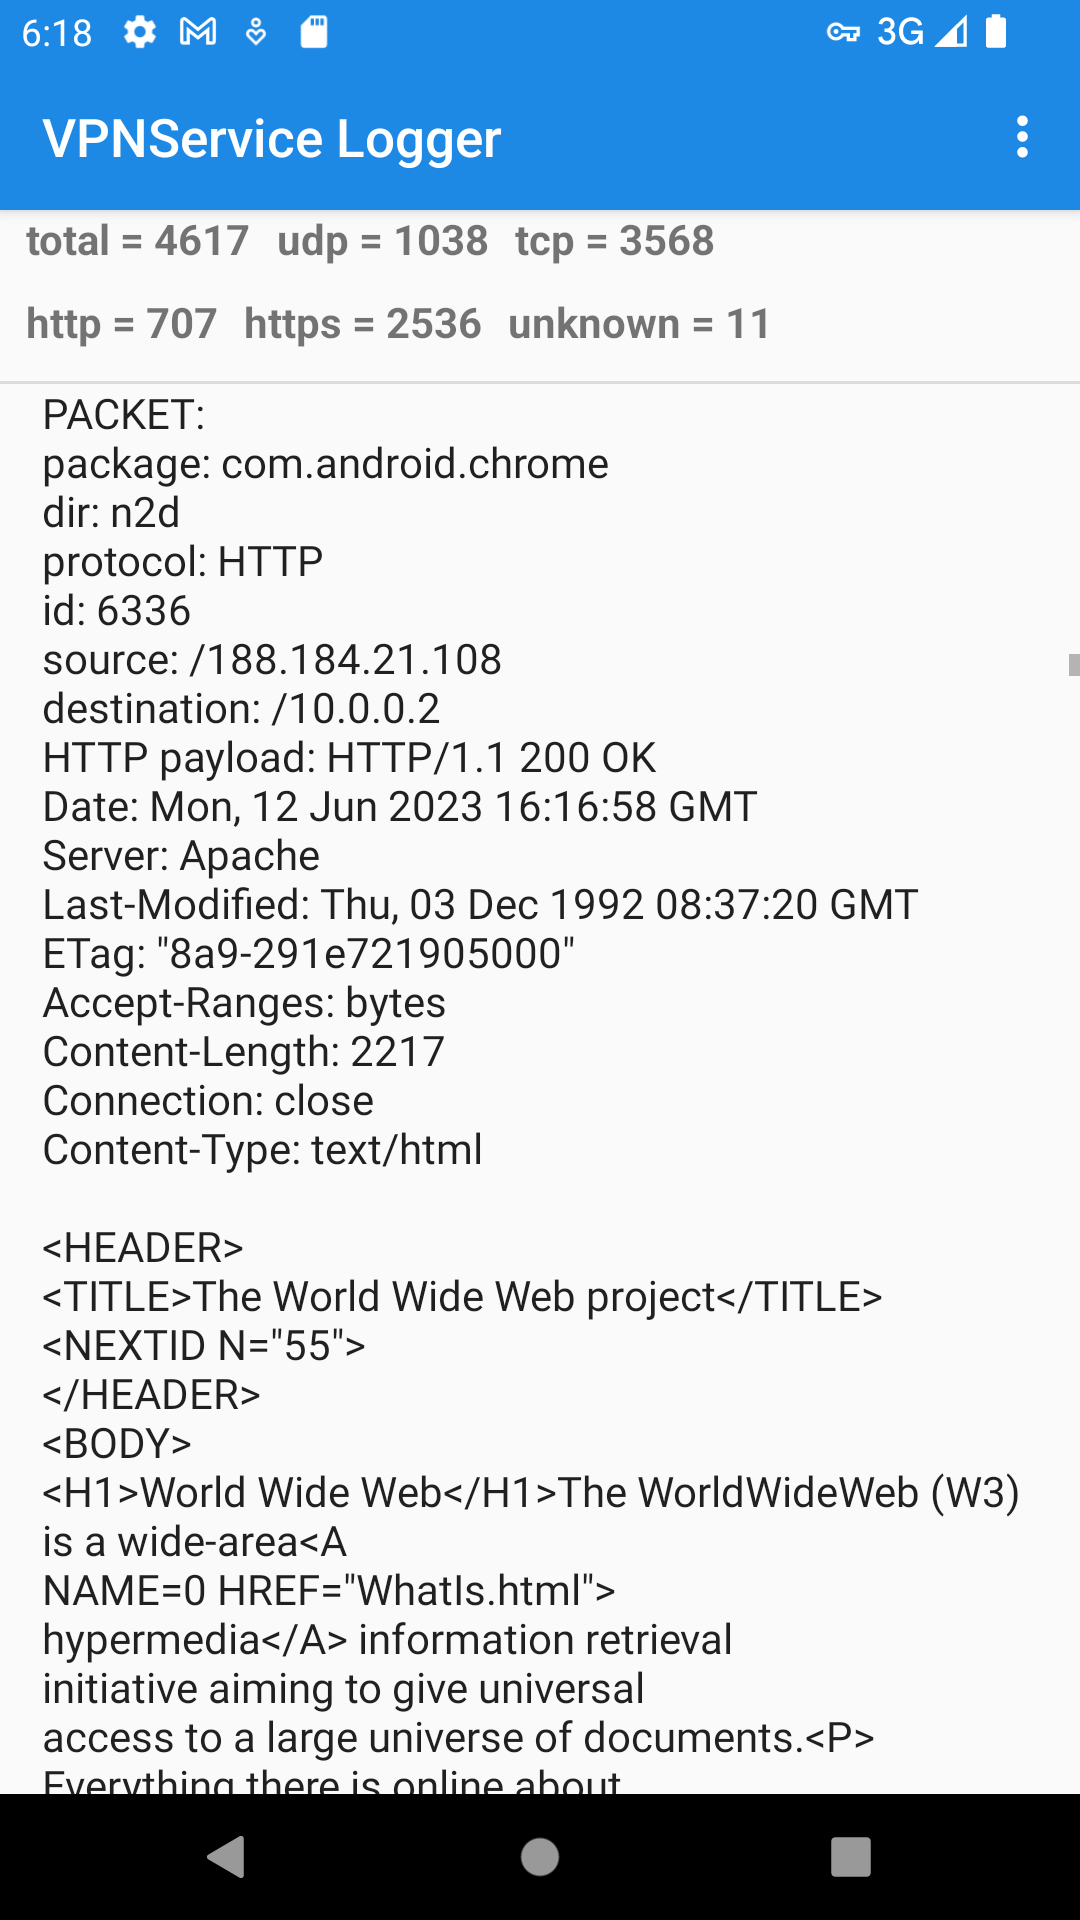 6:18 3G
VPNService Logger
total = 4617 udp = 1038 tcp = 3568
http = 707 https = 2536 unknown = 11
PACKET:
package: com.android.chrome
dir: n2d
protocol: HTTP
id: 6336
source: /188.184.21.108
destination: /10.0.0.2
HTTP payload: HTTP/1.1 200 OK
Date: Mon, 12 Jun 2023 16:16:58 GMT
Server: Apache
Last-Modified: Thu, 03 Dec 1992 08:37:20 GMT
ETag: "8a9-291e721905000"
Accept-Ranges: bytes
Content-Length: 2217
Connection: close
Content-Type: text/html
<HEADER>
<TITLE>The World Wide Web project</TITLE>
<NEXTID N="55">
</HEADER>
<BODY>
<H1>World Wide Web</H1>The WorldWideWeb (W3)
is a wide-area<A
NAME=0 HREF="WhatIs.html">
hypermedia</A> information retrieval
initiative aiming to give universal
access to a large universe of documents.<P>
Everything there is online about